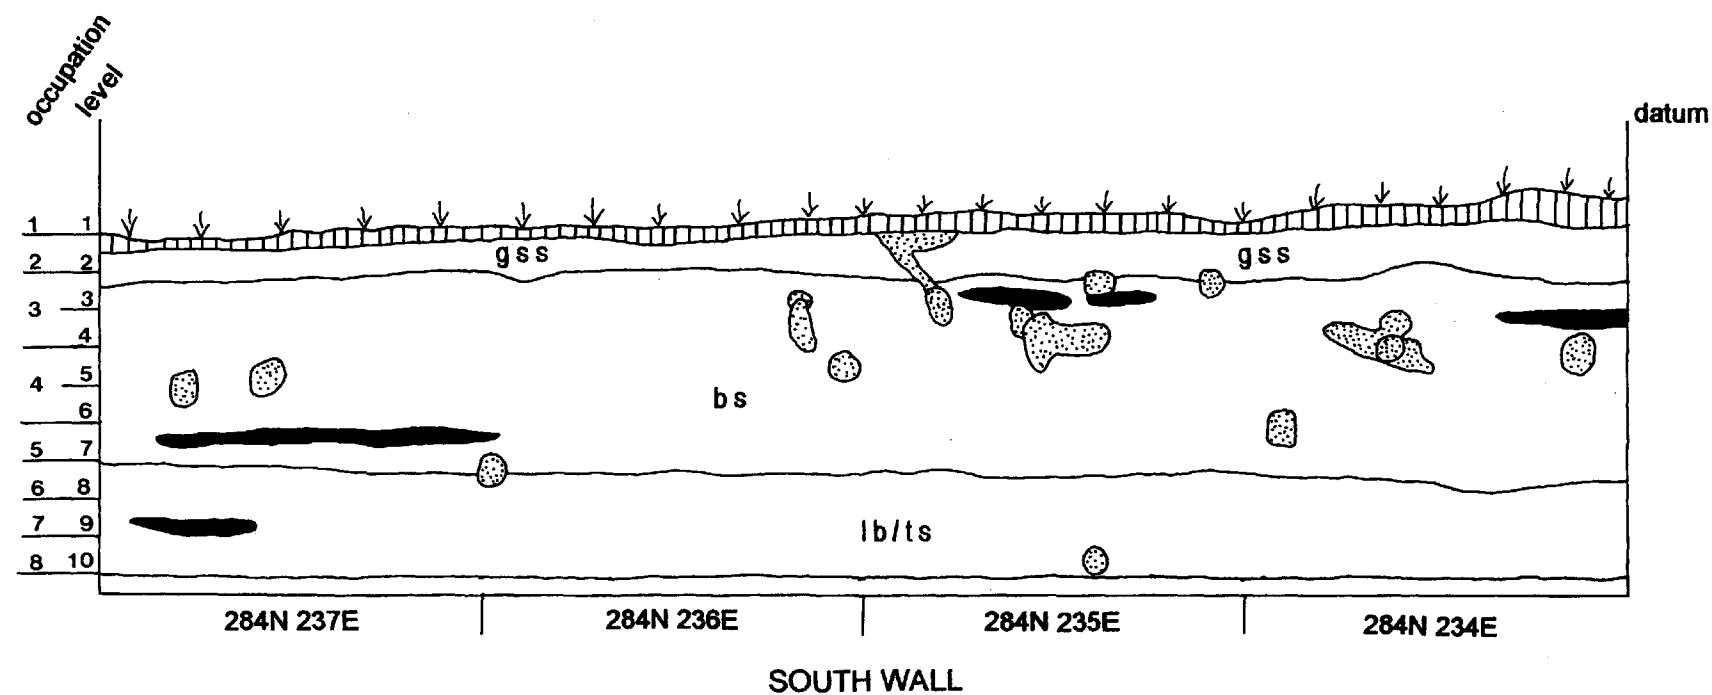 occupation
level
datum
1 1
gss gss
2 2
3
3
4
4 5
bs
6
5 7
6 8
7 9
lb/ts
8 10
284N 237E 284N 236E 284N 235E 284N 234E
SOUTH WALL